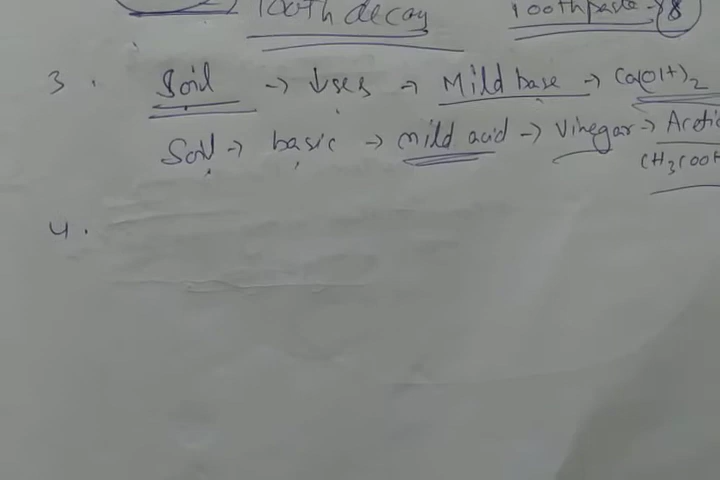 Tooth decay Toothpaste → 8
3. Soil → ↓ses → Mild base → Ca(OH)2
Soil → basic → mild acid → Vinegar → Acetic
CH3COOH
4.